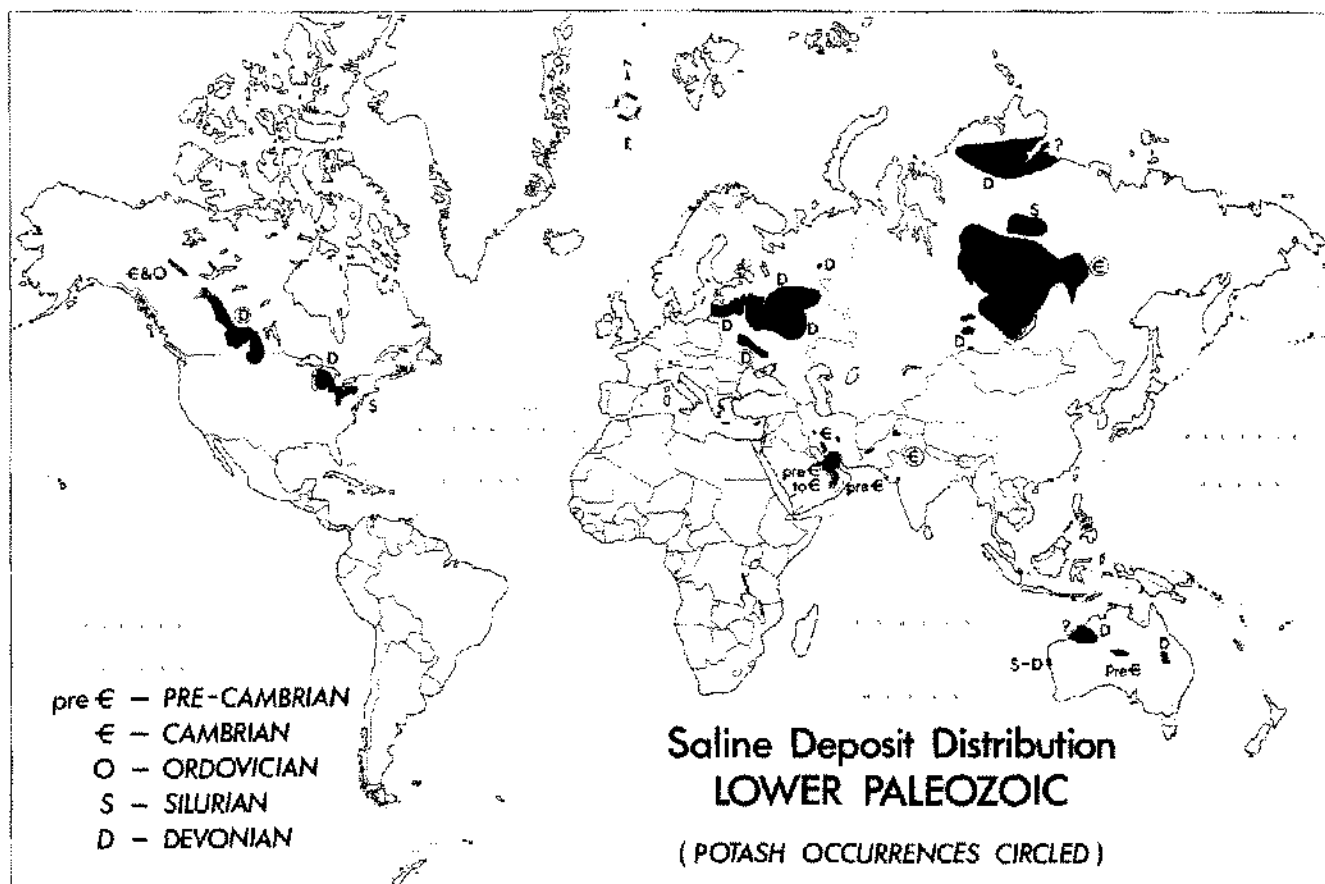 N
E
?
D
S
€&O
Ⓓ
D
D
€
D
D
D
D
D
S
€
€
pre €
to €
pre €
?
D
D
S-D
Pre €
pre € – PRE-CAMBRIAN
€ – CAMBRIAN
O – ORDOVICIAN
S – SILURIAN
D – DEVONIAN
Saline Deposit Distribution
LOWER PALEOZOIC
( POTASH OCCURRENCES CIRCLED )